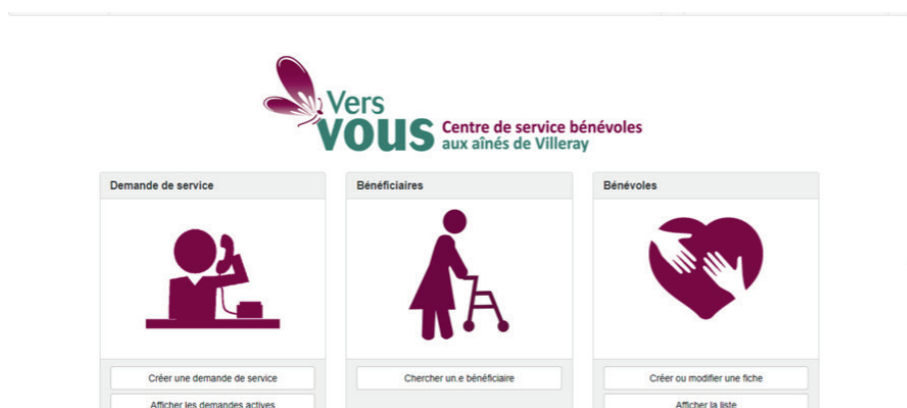 Vers
vous
Centre de service bénévoles
aux aînés de Villeray
Demande de service
Bénéficiaires
Bénévoles
Créer une demande de service
Chercher un.e bénéficiaire
Créer ou modifier une fiche
Afficher les demandes actives
Afficher la liste